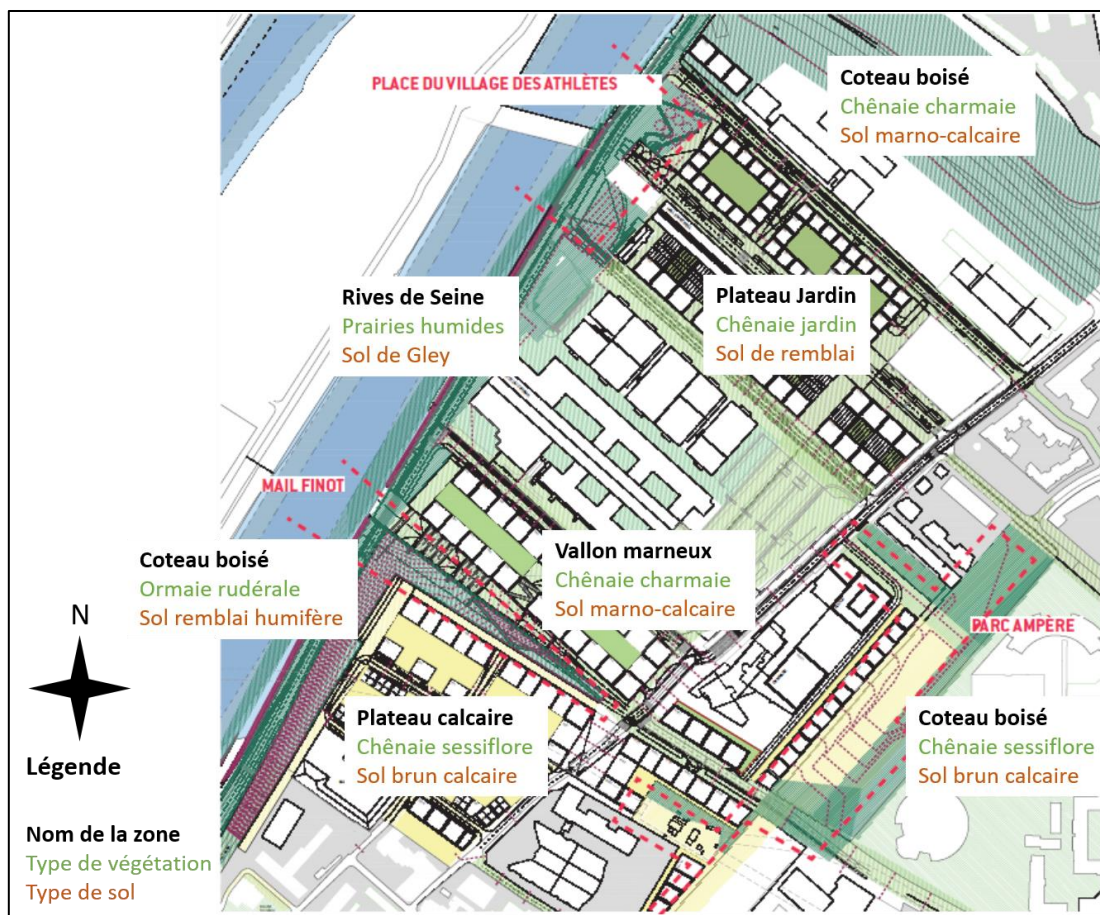 PLACE DU VILLAGE DES ATHLÈTES
Coteau boisé
Chênaie charmaie
Sol marno-calcaire
Rives de Seine
Prairies humides
Sol de Gley
Plateau Jardin
Chênaie jardin
Sol de remblai
MAIL FINOT
Coteau boisé
Ormaie rudérale
Sol remblai humifère
Vallon marneux
Chênaie charmaie
Sol marno-calcaire
PARC AMPÈRE
N
Plateau calcaire
Chênaie sessiflore
Sol brun calcaire
Coteau boisé
Chênaie sessiflore
Sol brun calcaire
Légende
Nom de la zone
Type de végétation
Type de sol